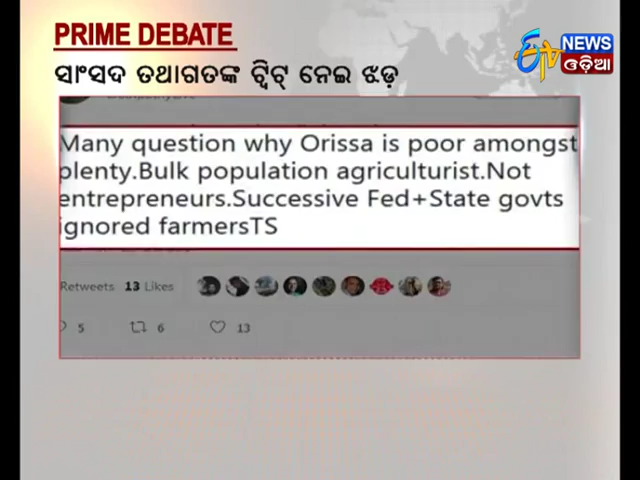 PRIME DEBATE
ସାଂସଦ ତଥାଗତଙ୍କ ଟ୍ୱିଟ୍ ନେଇ ଝଡ଼
ETV NEWS
ଓଡ଼ିଆ
Many question why Orissa is poor amongst
plenty.Bulk population agriculturist.Not
entrepreneurs.Successive Fed+State govts
ignored farmersTS
Retweets 13 Likes
5 6 13